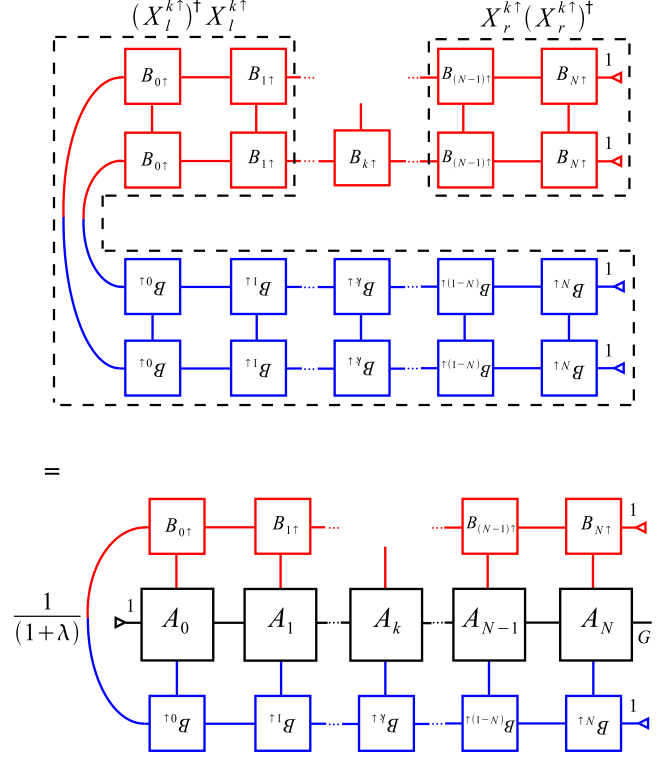 (X_l^{k↑})^† X_l^{k↑} X_r^{k↑} (X_r^{k↑})^†
B_{0↑} B_{1↑} ... ... B_{(N−1)↑} B_{N↑} 1
B_{0↑} B_{1↑} ... B_{k↑} ... B_{(N−1)↑} B_{N↑} 1
B_{0↑} B_{1↑} ... B_{k↑} ... B_{(N−1)↑} B_{N↑} 1
B_{0↑} B_{1↑} ... B_{k↑} ... B_{(N−1)↑} B_{N↑} 1
=
B_{0↑} B_{1↑} ... ... B_{(N−1)↑} B_{N↑} 1
1/(1+λ) 1 A_0 A_1 ... A_k ... A_{N−1} A_N G
B_{0↑} B_{1↑} ... B_{k↑} ... B_{(N−1)↑} B_{N↑} 1